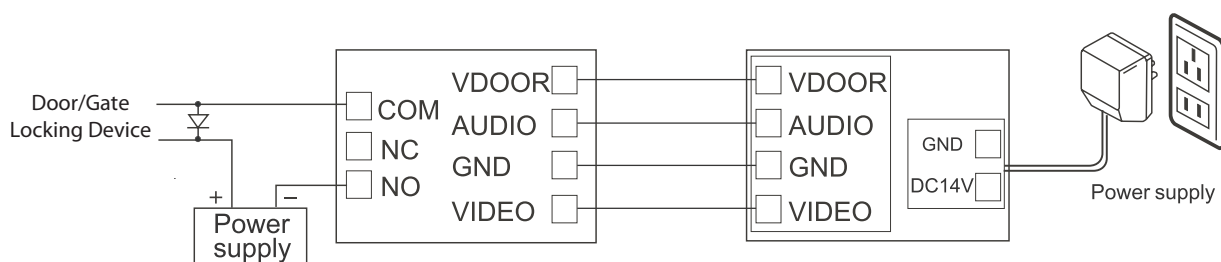 Door/Gate
Locking Device
+
−
Power
supply
COM
NC
NO
VDOOR
AUDIO
GND
VIDEO
VDOOR
AUDIO
GND
VIDEO
GND
DC14V
Power supply